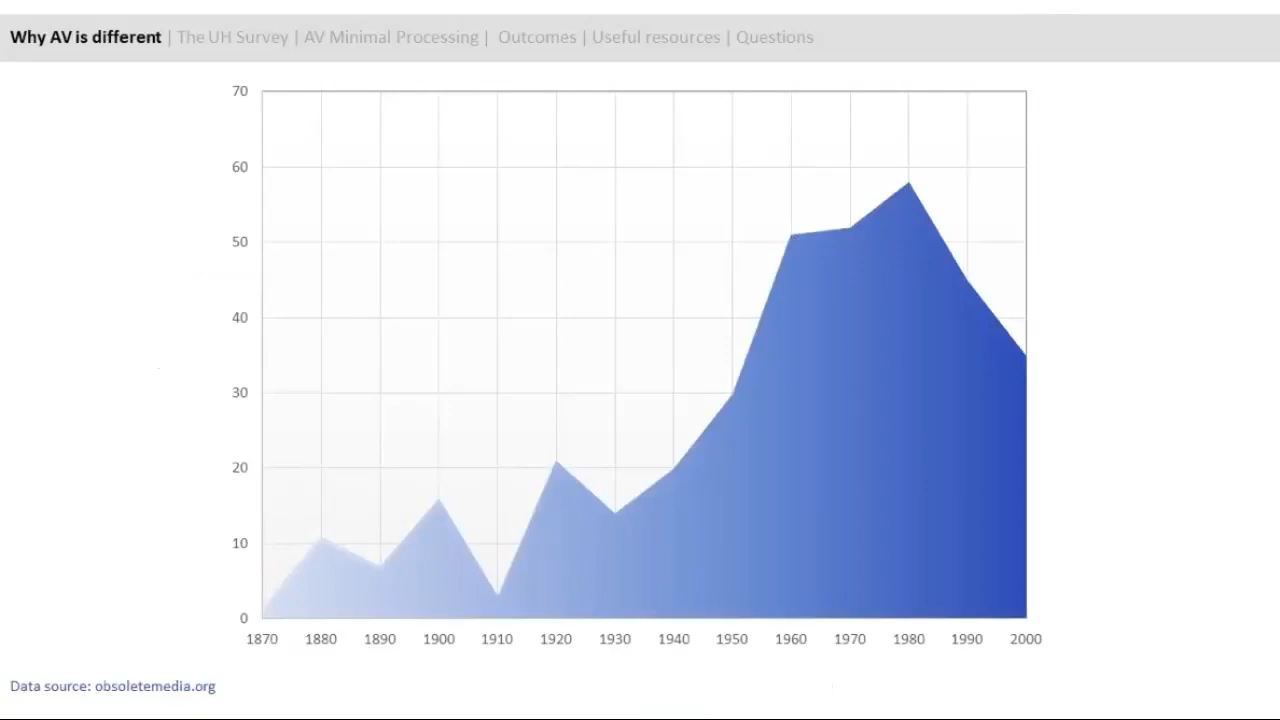 Why AV is different | The UH Survey | AV Minimal Processing | Outcomes | Useful resources | Questions
70
60
50
40
30
20
10
0
1870 1880 1890 1900 1910 1920 1930 1940 1950 1960 1970 1980 1990 2000
Data source: obsoletemedia.org